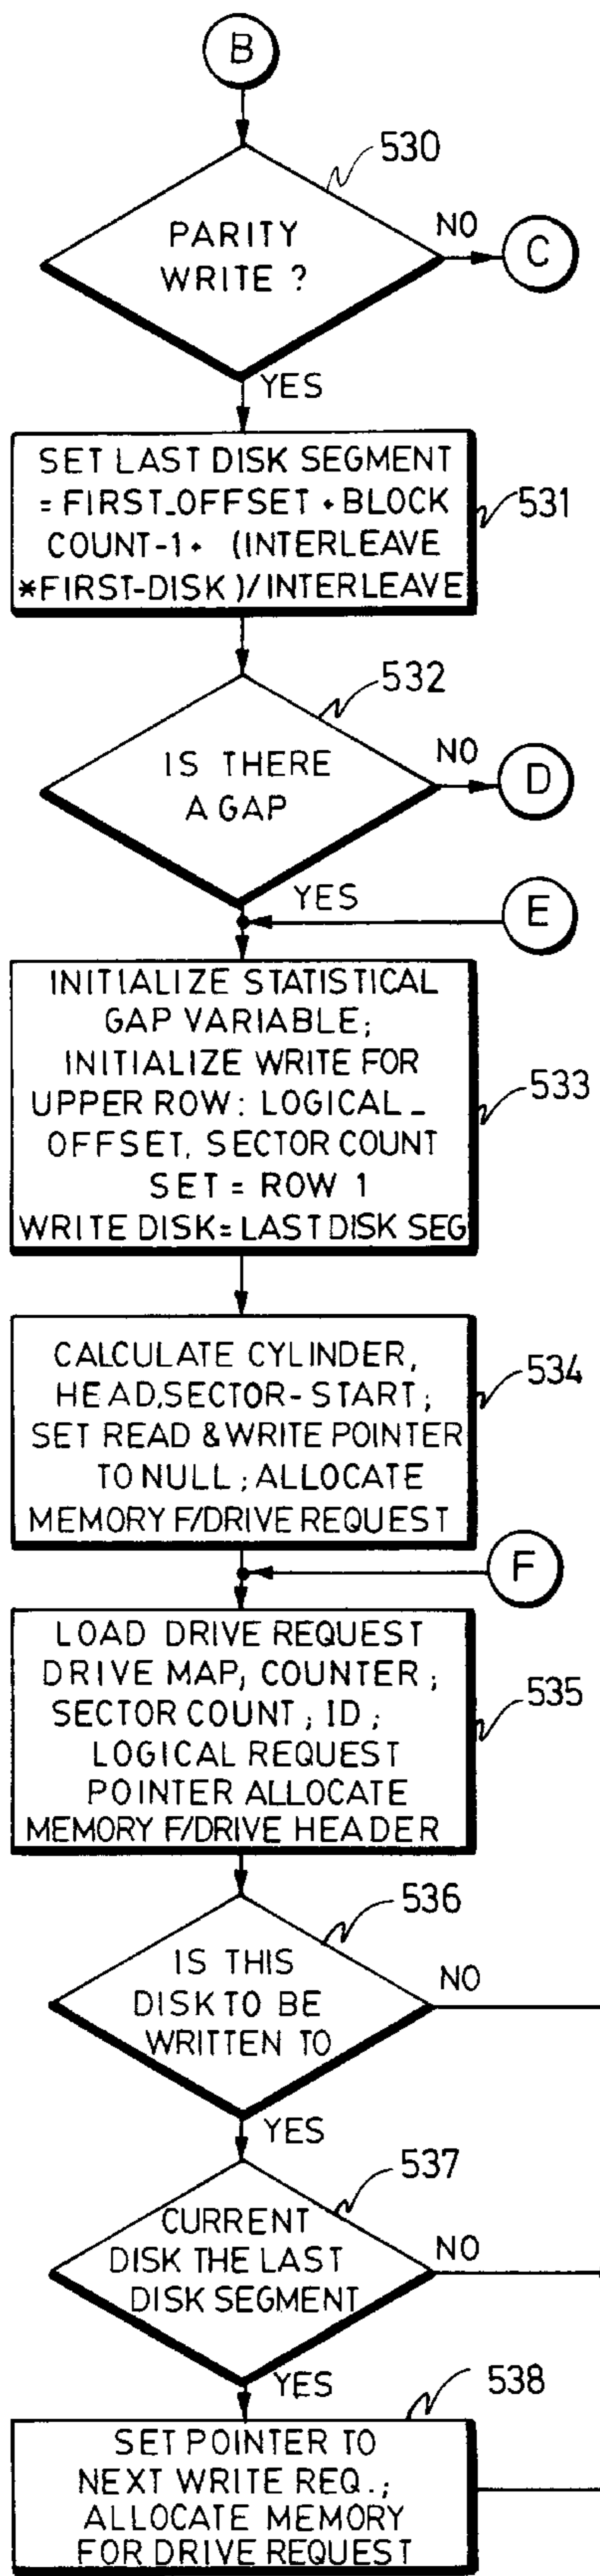 B
530
PARITY
WRITE ?
NO
C
YES
SET LAST DISK SEGMENT
= FIRST_OFFSET + BLOCK
COUNT-1+ (INTERLEAVE
*FIRST-DISK )/INTERLEAVE
531
532
IS THERE
A GAP
NO
D
YES
E
INITIALIZE STATISTICAL
GAP VARIABLE;
INITIALIZE WRITE FOR
UPPER ROW: LOGICAL_
OFFSET, SECTOR COUNT
SET = ROW 1
WRITE DISK= LAST DISK SEG
533
CALCULATE CYLINDER,
HEAD,SECTOR-START;
SET READ & WRITE POINTER
TO NULL; ALLOCATE
MEMORY F/DRIVE REQUEST
534
F
LOAD DRIVE REQUEST
DRIVE MAP, COUNTER;
SECTOR COUNT; ID;
LOGICAL REQUEST
POINTER ALLOCATE
MEMORY F/DRIVE HEADER
535
536
IS THIS
DISK TO BE
WRITTEN TO
NO
YES
537
CURRENT
DISK THE LAST
DISK SEGMENT
NO
YES
538
SET POINTER TO
NEXT WRITE REQ.;
ALLOCATE MEMORY
FOR DRIVE REQUEST